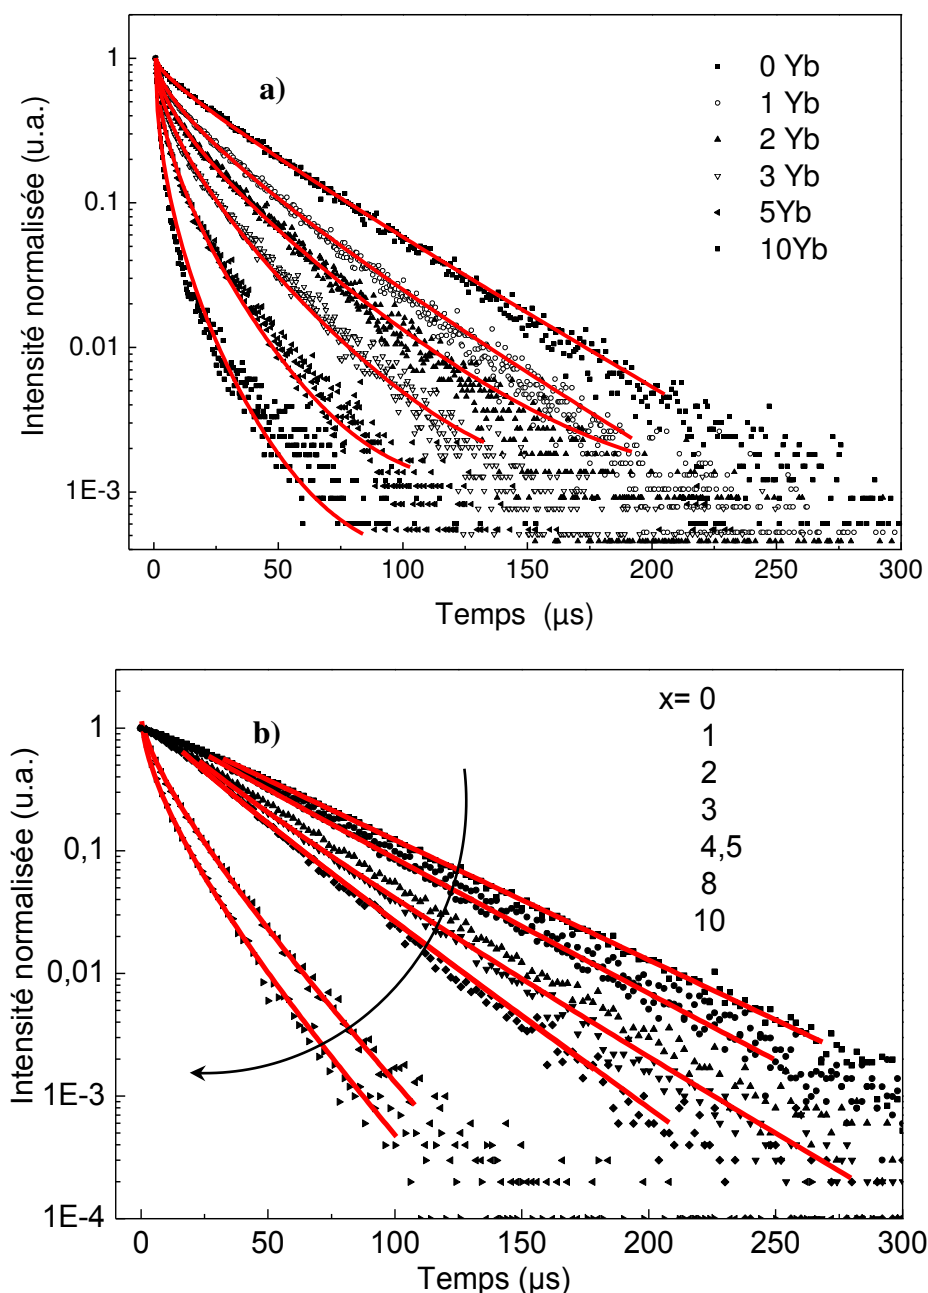 a)
0 Yb
1 Yb
2 Yb
3 Yb
5Yb
10Yb
Intensité normalisée (u.a.)
1
0.1
0.01
1E-3
0 50 100 150 200 250 300
Temps (µs)
b)
x= 0
1
2
3
4,5
8
10
Intensité normalisée (u.a.)
1
0,1
0,01
1E-3
1E-4
0 50 100 150 200 250 300
Temps (µs)